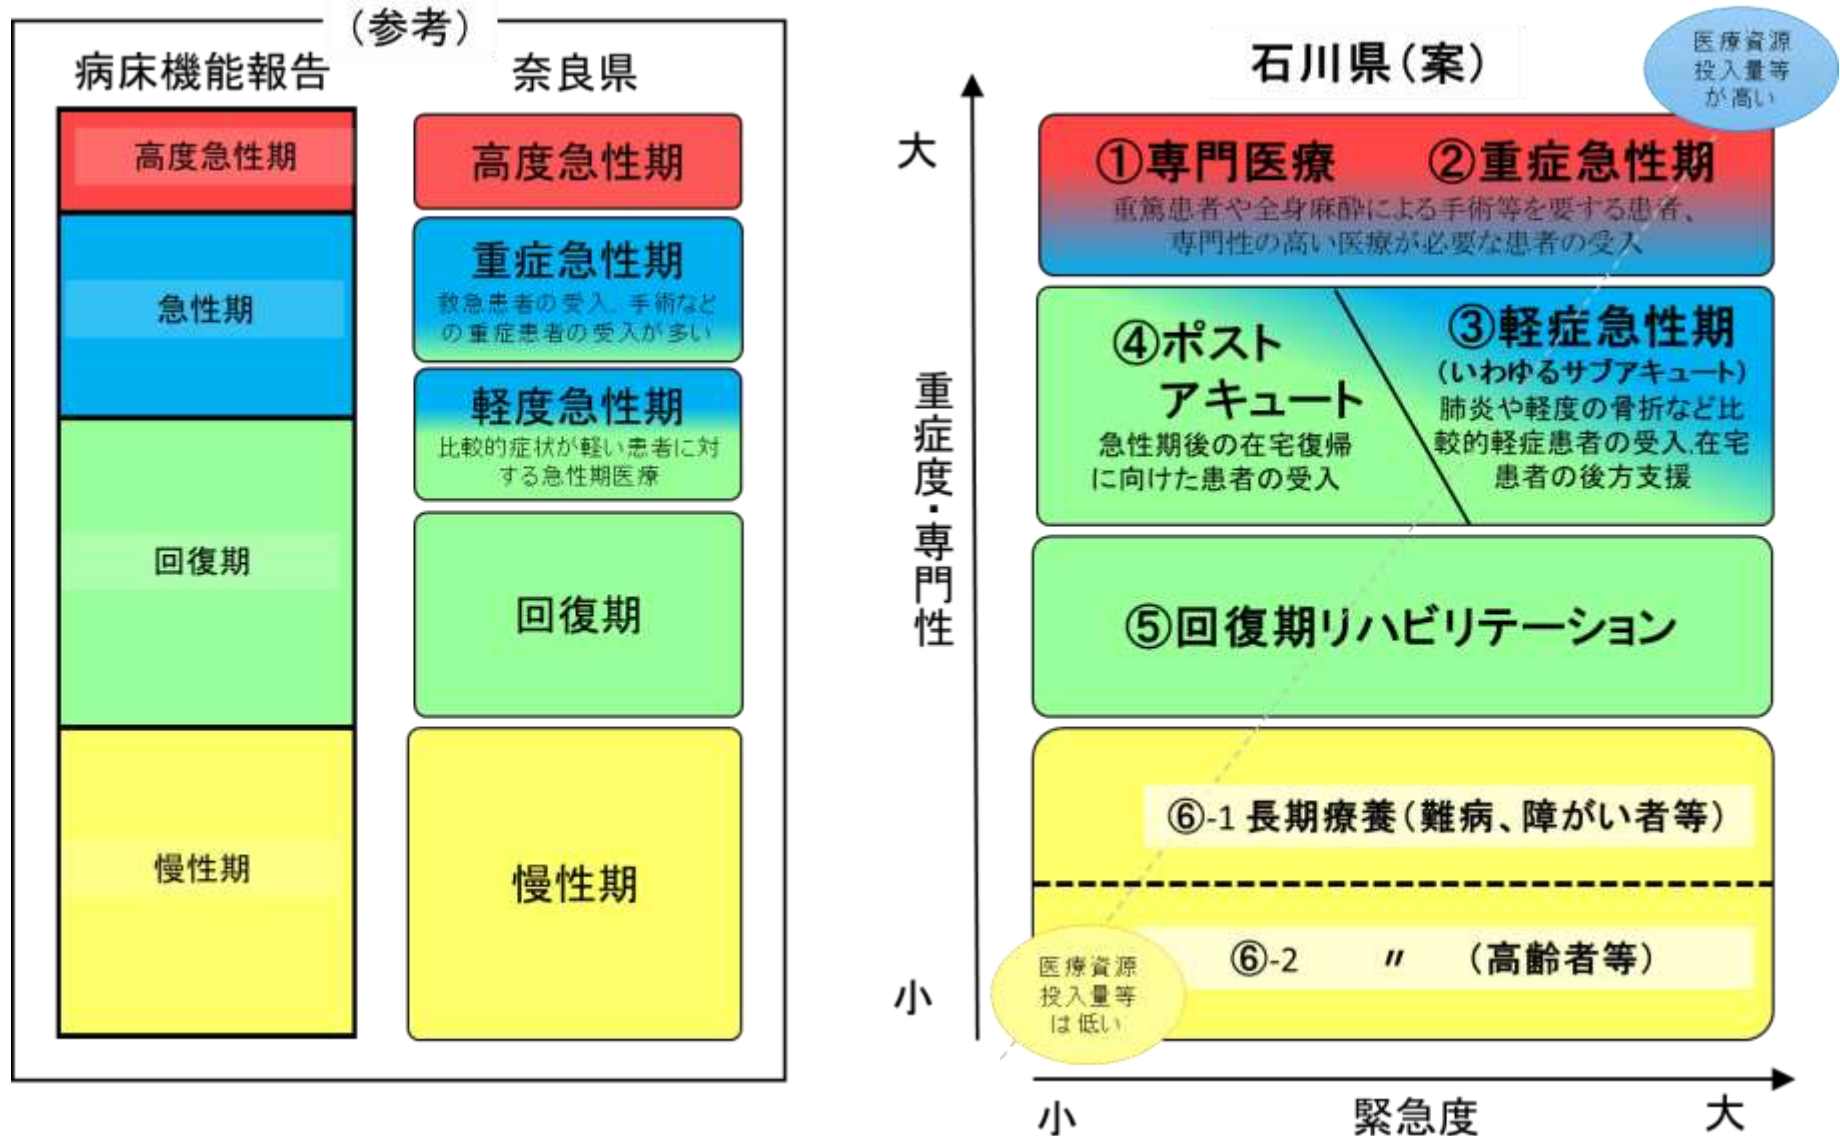 (参考)
病床機能報告
高度急性期
急性期
回復期
慢性期
奈良県
高度急性期
重症急性期
救急患者の受入、手術など
の重症患者の受入が多い
軽度急性期
比較的症状が軽い患者に対
する急性期医療
回復期
慢性期
石川県(案)
医療資源
投入量等
が高い
大
重症度・専門性
小
①専門医療 ②重症急性期
重篤患者や全身麻酔による手術等を要する患者、
専門性の高い医療が必要な患者の受入
④ポスト
アキュート
急性期後の在宅復帰
に向けた患者の受入
③軽症急性期
(いわゆるサブアキュート)
肺炎や軽度の骨折など比
較的軽症患者の受入、在宅
患者の後方支援
⑤回復期リハビリテーション
⑥-1 長期療養(難病、障がい者等)
⑥-2 〃 (高齢者等)
医療資源
投入量等
は低い
小 緊急度 大